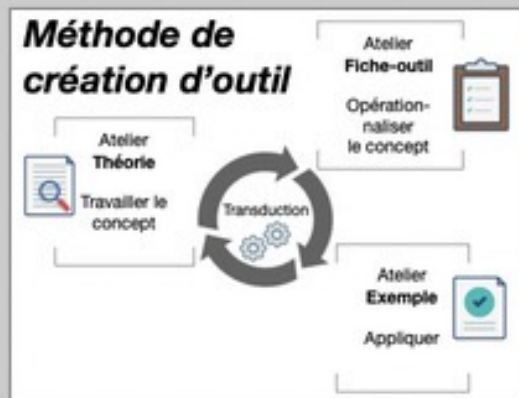 Méthode de
création d'outil
Atelier
Théorie
Travailler le
concept
Transduction
Atelier
Fiche-outil
Opération-
naliser
le concept
Atelier
Exemple
Appliquer